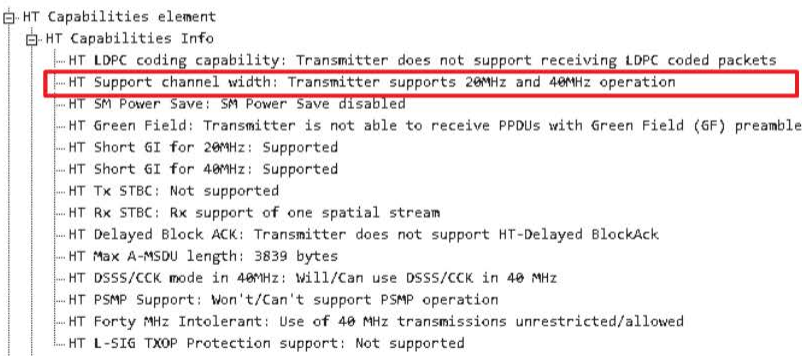 HT Capabilities element
HT Capabilities Info
HT LDPC coding capability: Transmitter does not support receiving LDPC coded packets
HT Support channel width: Transmitter supports 20MHz and 40MHz operation
HT SM Power Save: SM Power Save disabled
HT Green Field: Transmitter is not able to receive PPDUs with Green Field (GF) preamble
HT Short GI for 20MHz: Supported
HT Short GI for 40MHz: Supported
HT Tx STBC: Not supported
HT Rx STBC: Rx support of one spatial stream
HT Delayed Block ACK: Transmitter does not support HT-Delayed BlockAck
HT Max A-MSDU length: 3839 bytes
HT DSSS/CCK mode in 40MHz: Will/Can use DSSS/CCK in 40 MHz
HT PSMP Support: Won't/Can't support PSMP operation
HT Forty MHz Intolerant: Use of 40 MHz transmissions unrestricted/allowed
HT L-SIG TXOP Protection support: Not supported